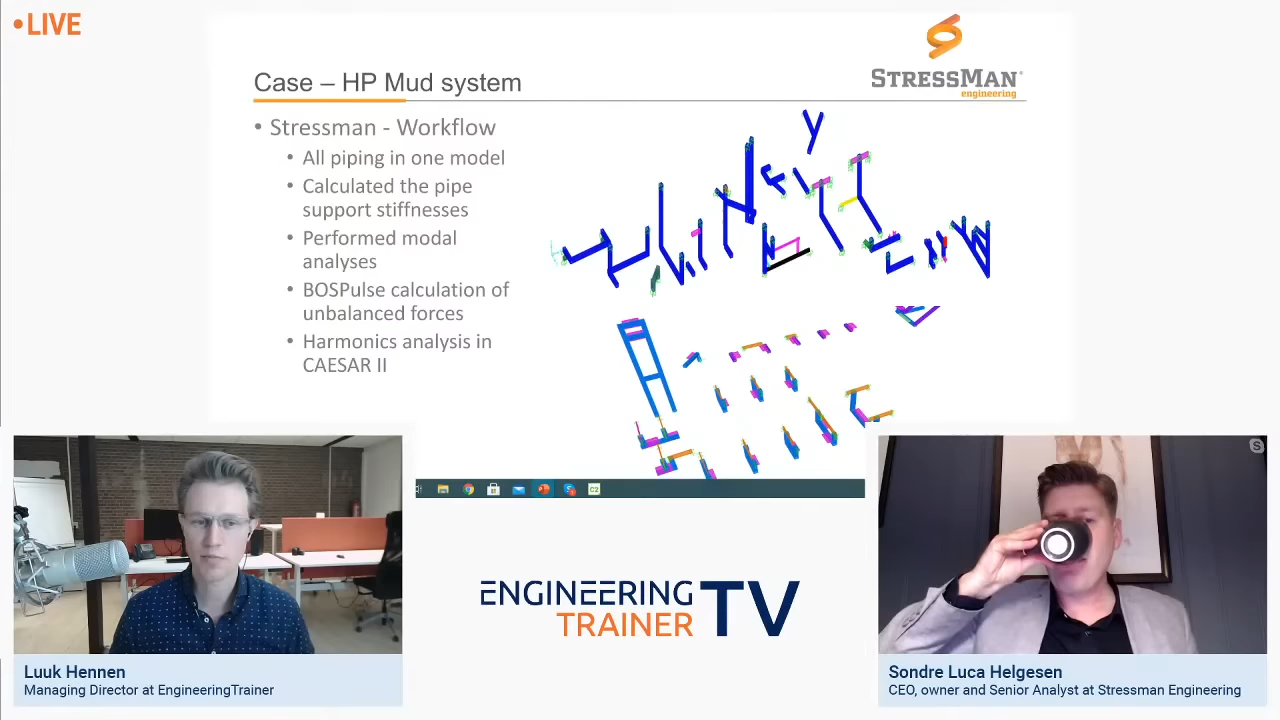 •LIVE
STRESSMAN
engineering
Case – HP Mud system
• Stressman - Workflow
• All piping in one model
• Calculated the pipe
support stiffnesses
• Performed modal
analyses
• BOSPulse calculation of
unbalanced forces
• Harmonics analysis in
CAESAR II
C2
ENGINEERING
TRAINER
TV
Luuk Hennen
Managing Director at EngineeringTrainer
Sondre Luca Helgesen
CEO, owner and Senior Analyst at Stressman Engineering